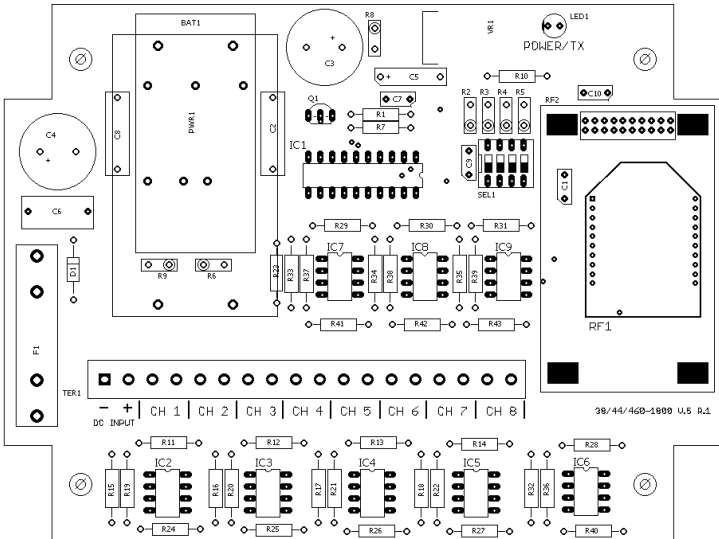 BAT1
R8
VR1
LED1
POWER/TX
C3
C5
R10
C7
Q1
R1
R7
R2 R3 R4 R5
C10
RF2
C4
C8
PWR1
C2
IC1
C9
SEL1
C1
C6
R29
R30
R31
IC7
IC8
IC9
D1
R9
R6
R23
R33
R37
R34
R38
R35
R39
RF1
R41
R42
R43
F1
TER1
- + CH 1 CH 2 CH 3 CH 4 CH 5 CH 6 CH 7 CH 8
DC INPUT
38/44/460-1800 V.5 R.1
R11
R12
R13
R14
R28
IC2
IC3
IC4
IC5
IC6
R15
R19
R16
R20
R17
R21
R18
R22
R32
R36
R24
R25
R26
R27
R40